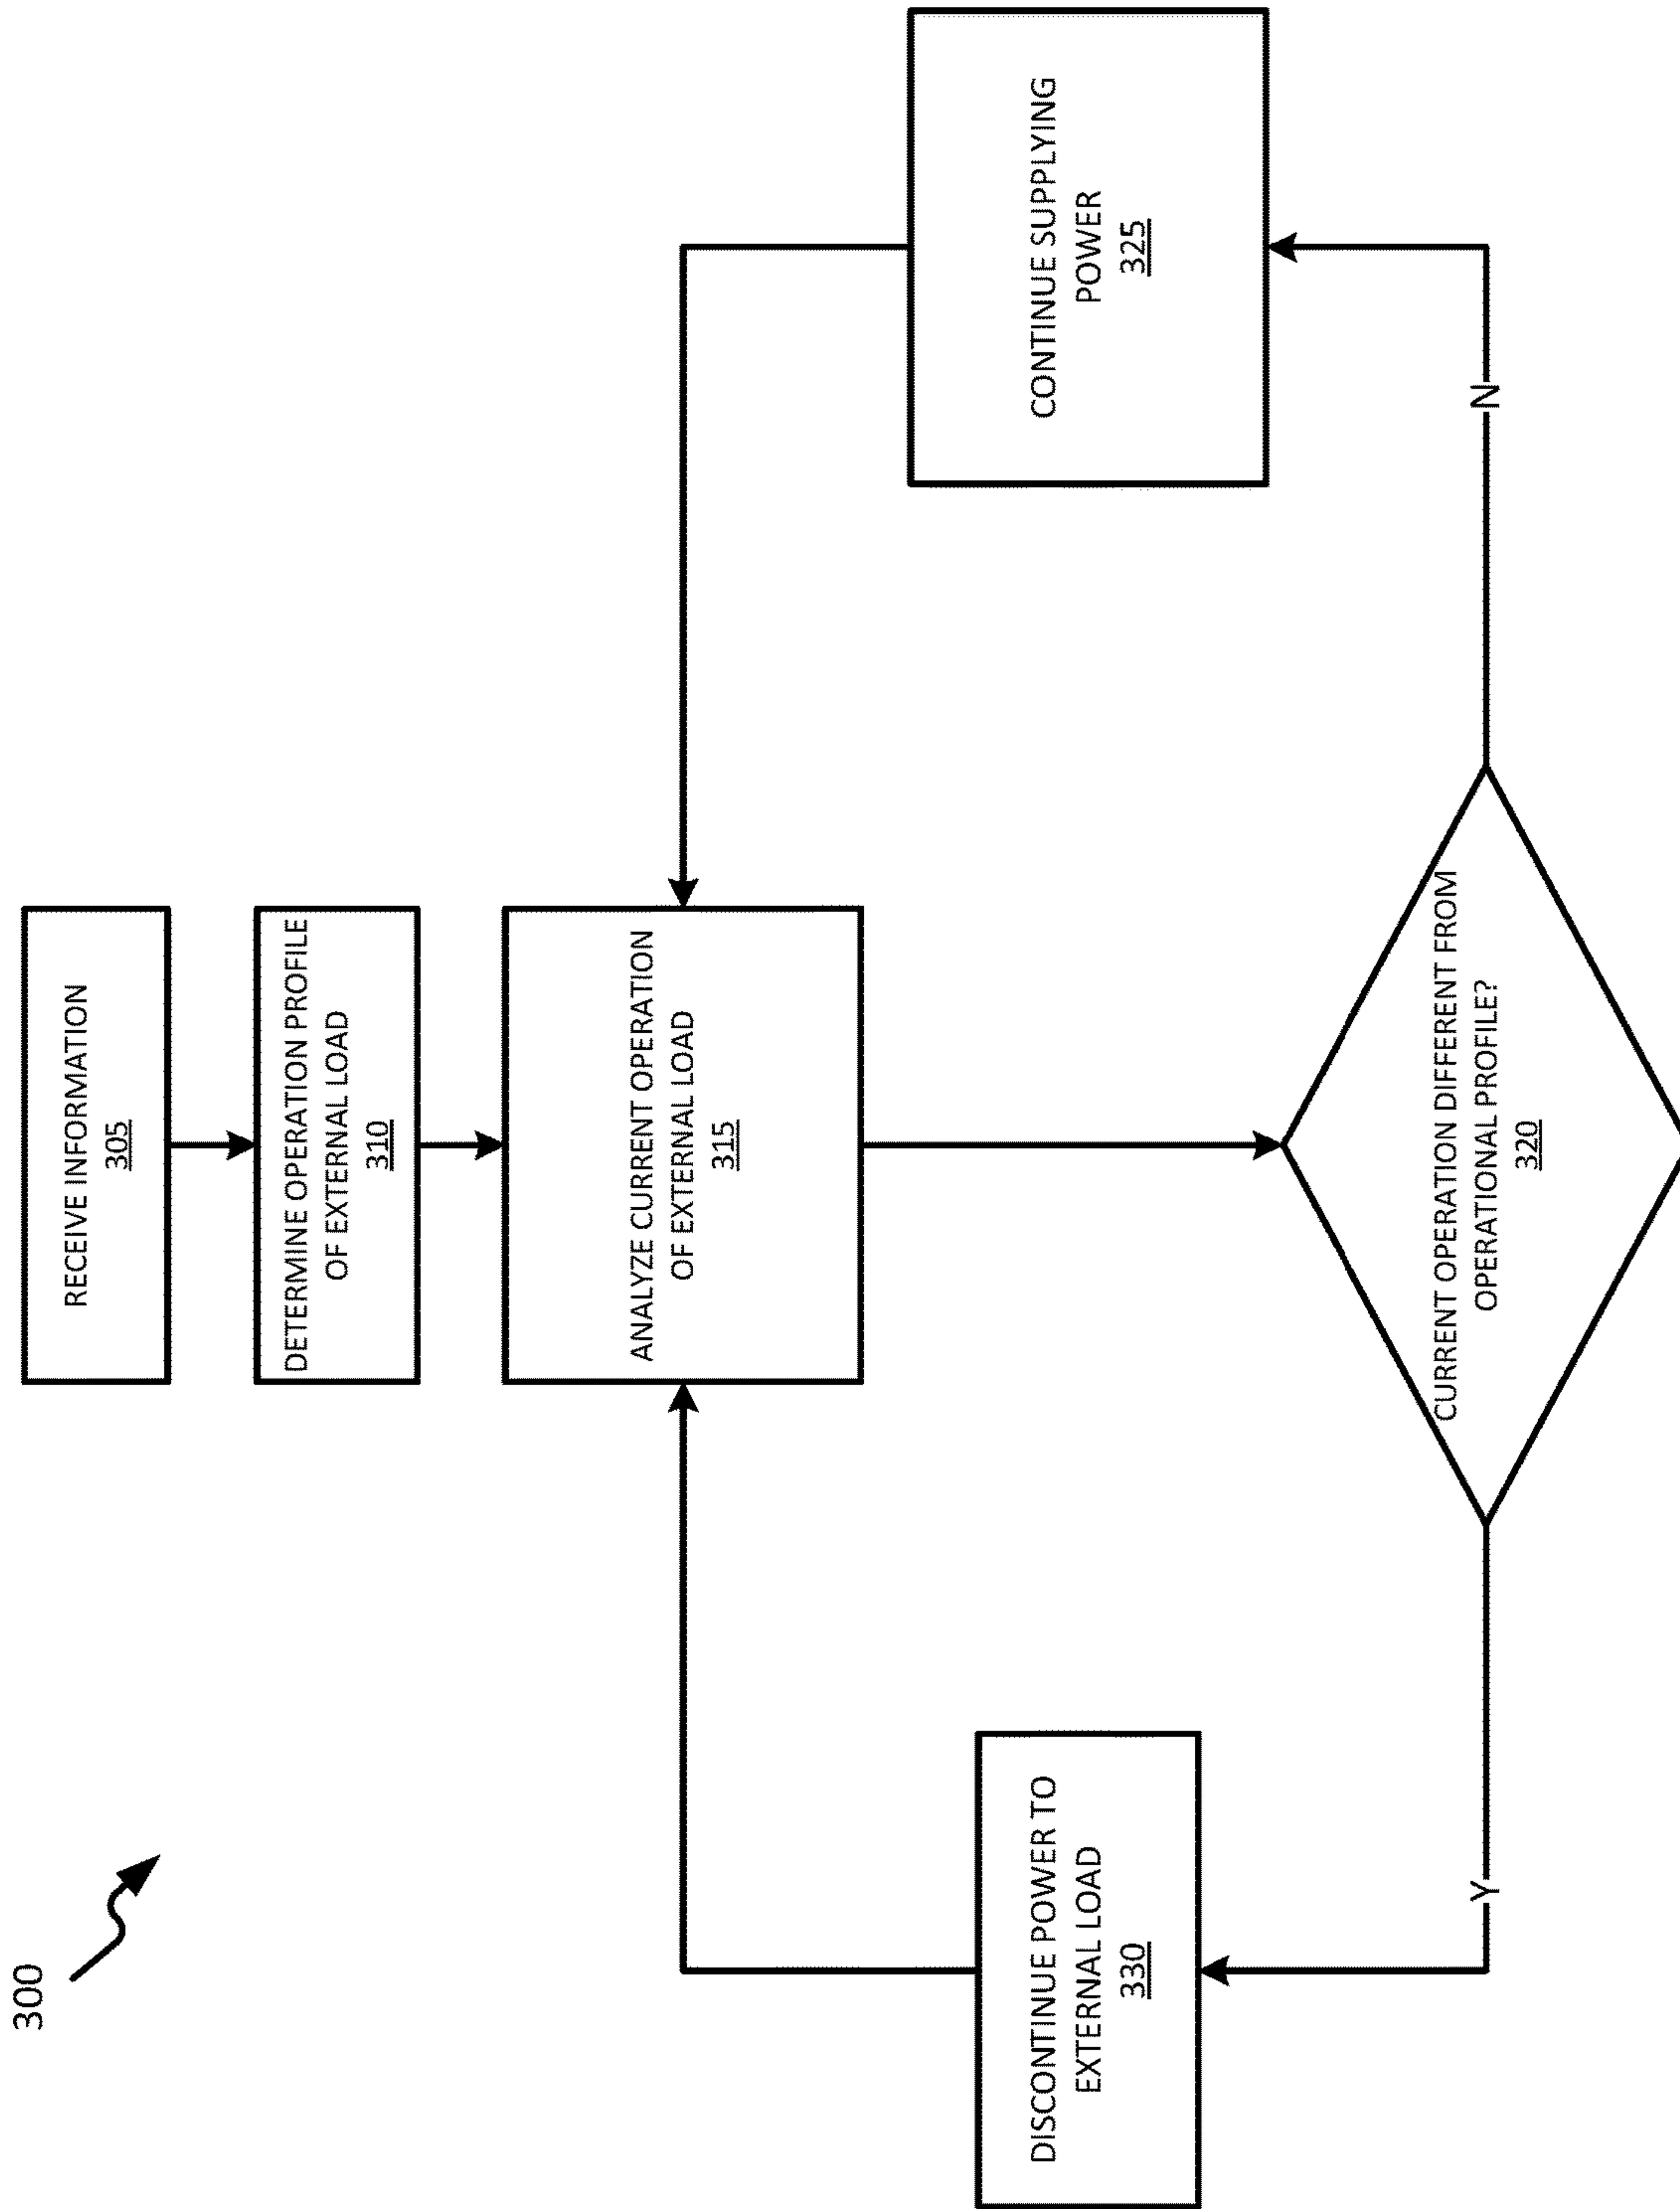 300
RECEIVE INFORMATION
305
DETERMINE OPERATION PROFILE
OF EXTERNAL LOAD
310
ANALYZE CURRENT OPERATION
OF EXTERNAL LOAD
315
DISCONTINUE POWER TO
EXTERNAL LOAD
330
CONTINUE SUPPLYING
POWER
325
CURRENT OPERATION DIFFERENT FROM
OPERATIONAL PROFILE?
320
Y
N